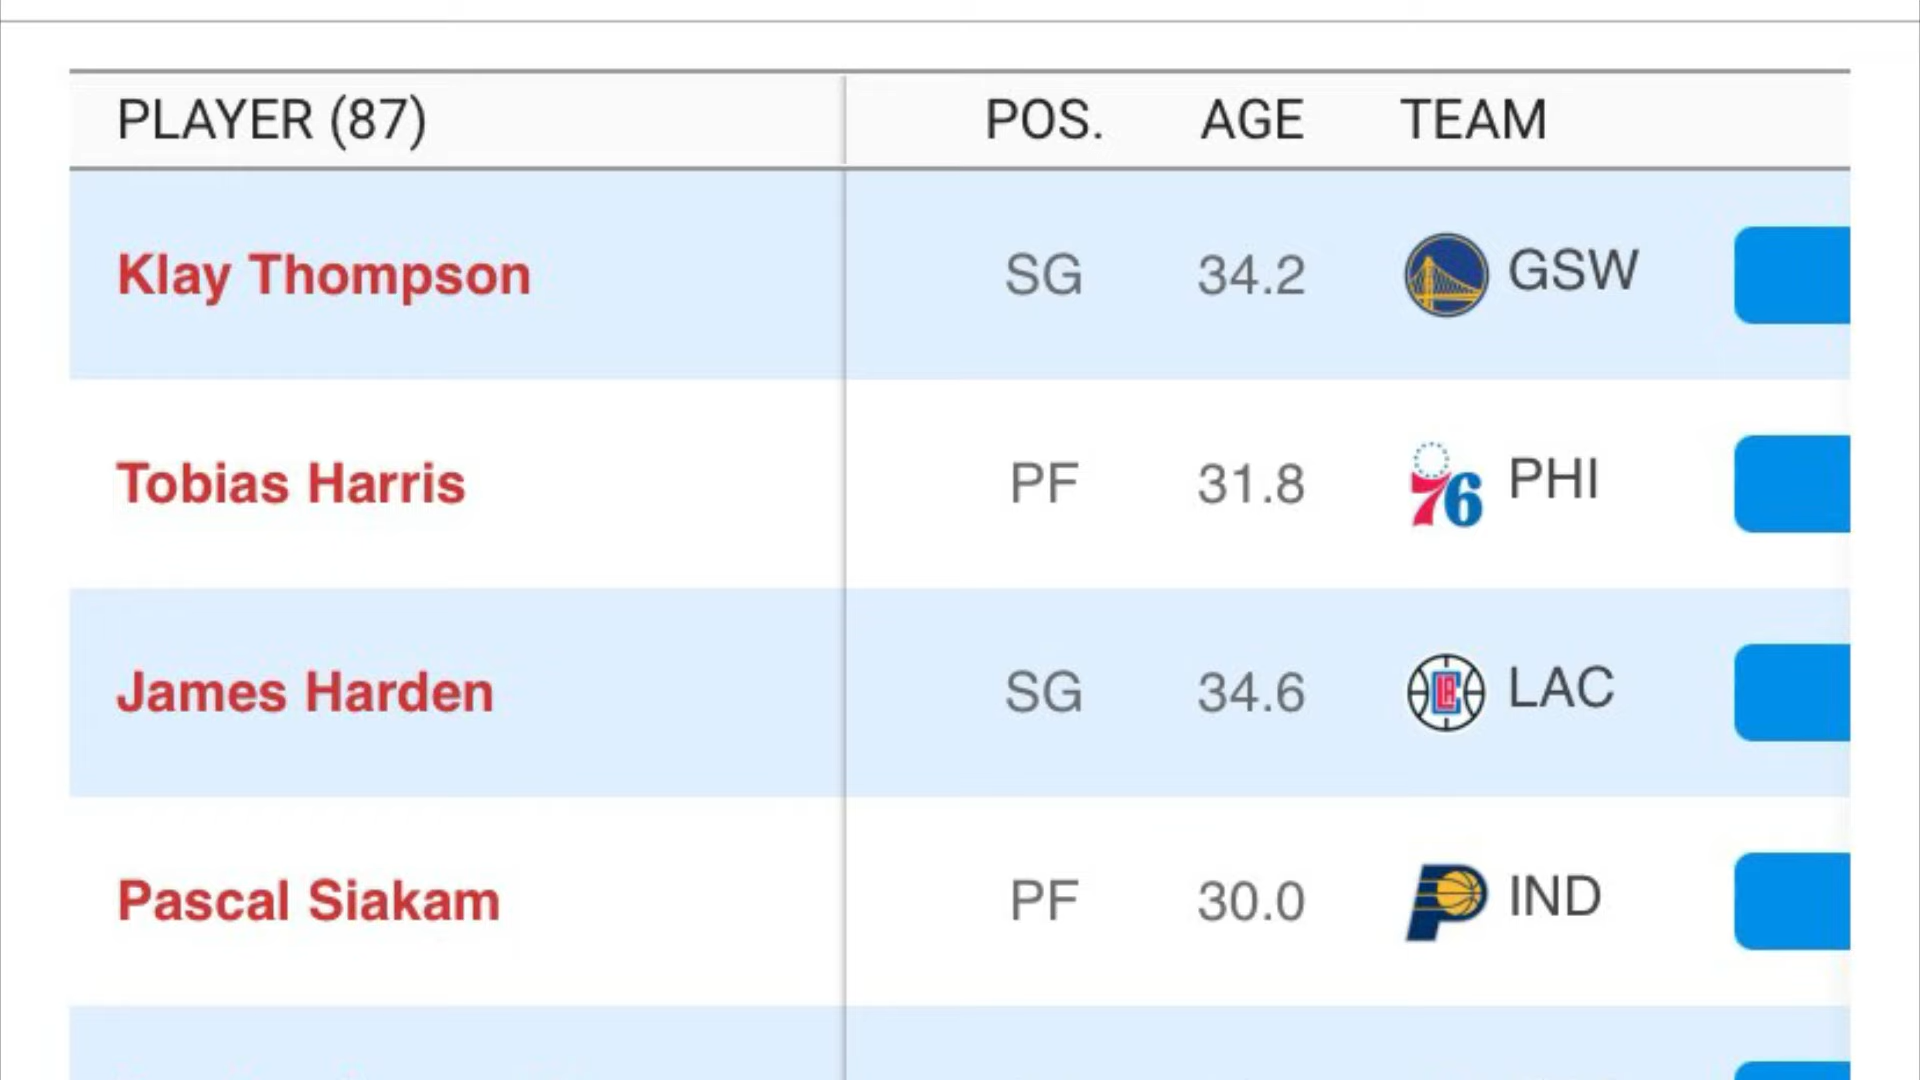 PLAYER (87) POS. AGE TEAM
Klay Thompson SG 34.2 GSW
Tobias Harris PF 31.8 76 PHI
James Harden SG 34.6 LA LAC
Pascal Siakam PF 30.0 IND